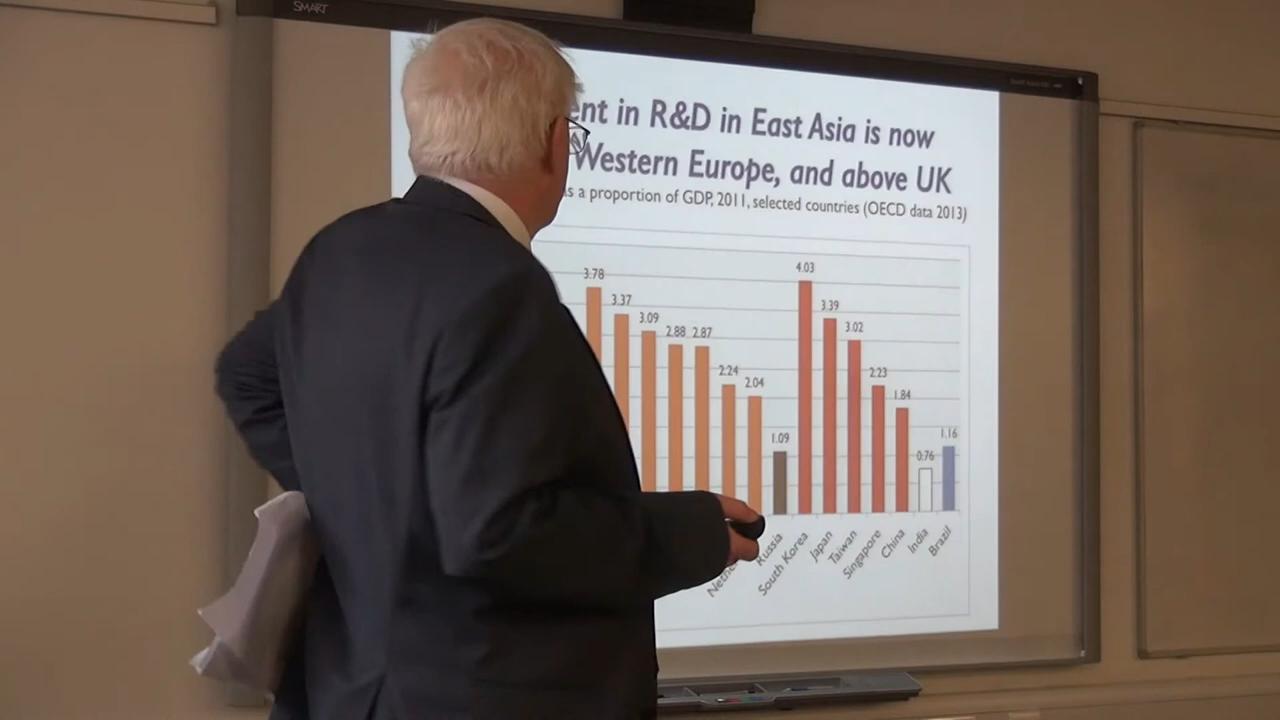 SMART
ent in R&D in East Asia is now
Western Europe, and above UK
as a proportion of GDP, 2011, selected countries (OECD data 2013)
3.78
3.37
3.09
2.88
2.87
2.24
2.04
1.09
4.03
3.39
3.02
2.23
1.84
0.76
1.16
Russia
South Korea
Japan
Taiwan
Singapore
China
India
Brazil